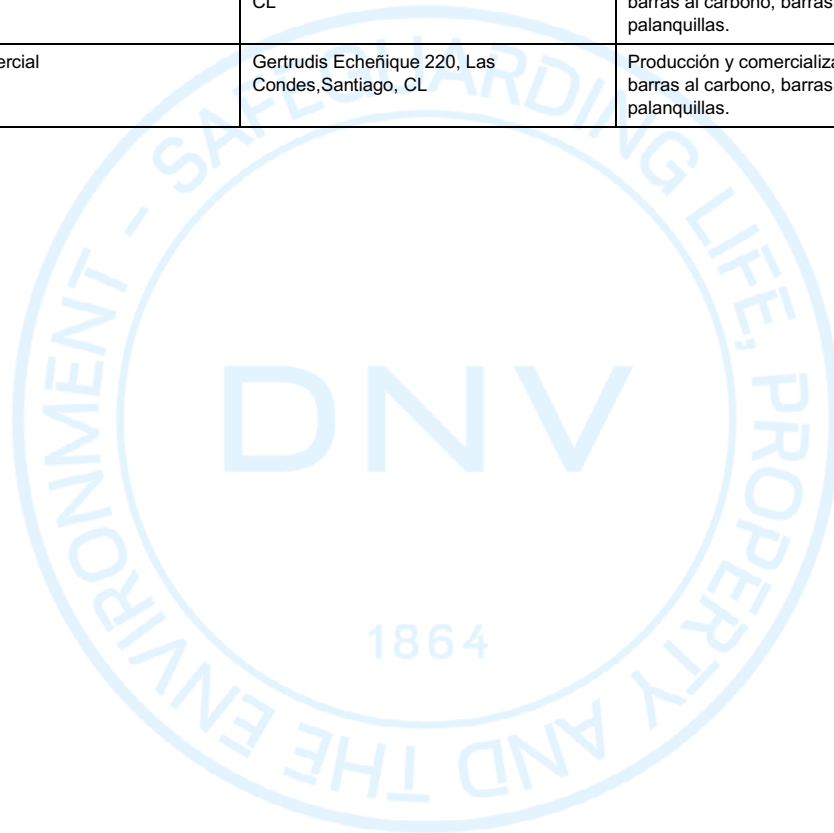 CL
barras al carbono, barras
palanquillas.
ercial
Gertrudis Echeñique 220, Las
Condes,Santiago, CL
Producción y comercializa
barras al carbono, barras
palanquillas.
SAFEGUARDING LIFE, PROPERTY AND THE ENVIRONMENT -
DNV
1864